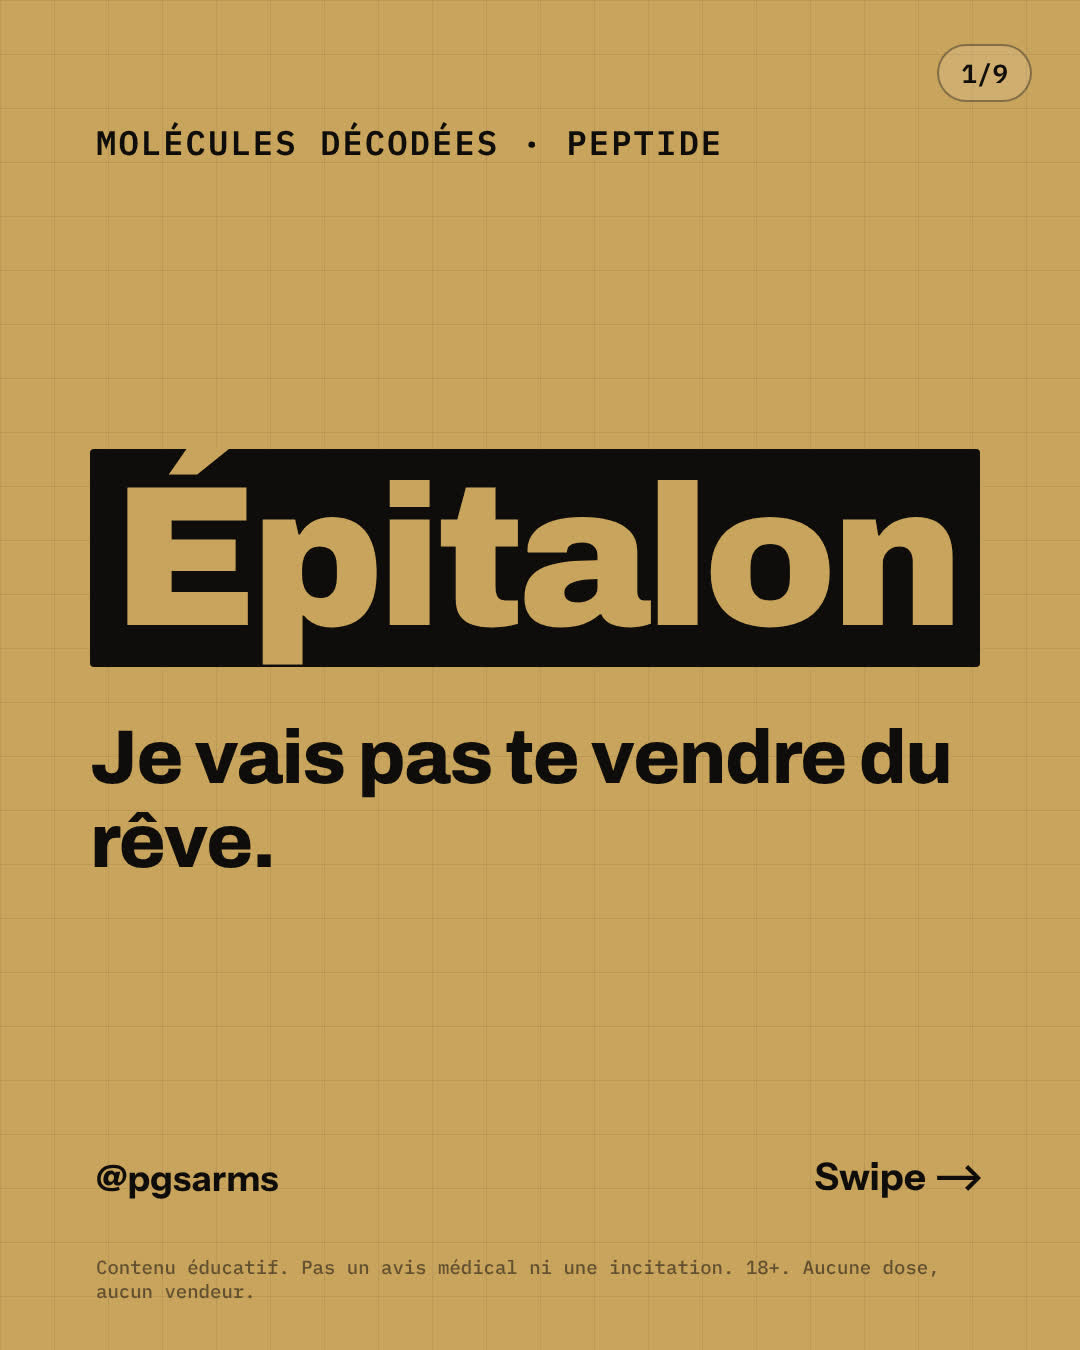 1/9
MOLÉCULES DÉCODÉES · PEPTIDE
Épitalon
Je vais pas te vendre du
rêve.
@pgsarms
Swipe →
Contenu éducatif. Pas un avis médical ni une incitation. 18+. Aucune dose,
aucun vendeur.